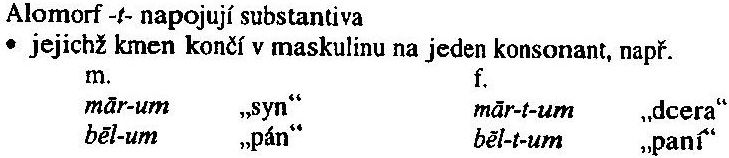 Alomorf -t- napojují substantiva
• jejichž kmen končí v maskulinu na jeden konsonant, např.
m. f.
mār-um „syn“ mār-t-um „dcera“
bēl-um „pán“ bēl-t-um „paní“